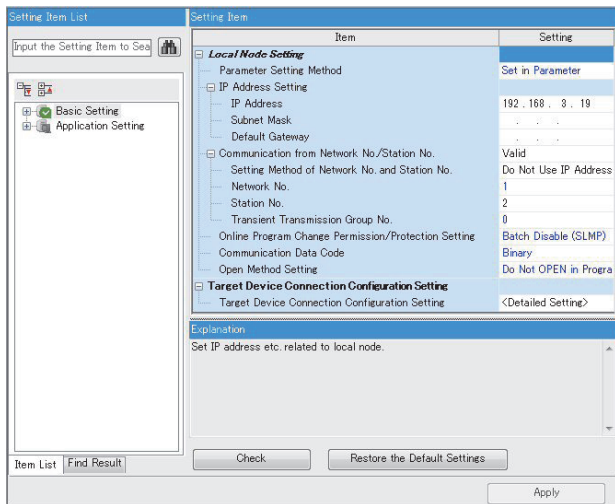 Setting Item List
Input the Setting Item to Sea
Basic Setting
Application Setting
Item List
Find Result
Setting Item
Item Setting
Local Node Setting
Parameter Setting Method Set in Parameter
IP Address Setting
IP Address 192 . 168 . 3 . 19
Subnet Mask . . .
Default Gateway . . .
Communication from Network No./Station No. Valid
Setting Method of Network No. and Station No. Do Not Use IP Address
Network No. 1
Station No. 2
Transient Transmission Group No. 0
Online Program Change Permission/Protection Setting Batch Disable (SLMP)
Communication Data Code Binary
Open Method Setting Do Not OPEN in Progra
Target Device Connection Configuration Setting
Target Device Connection Configuration Setting <Detailed Setting>
Explanation
Set IP address etc. related to local node.
Check
Restore the Default Settings
Apply